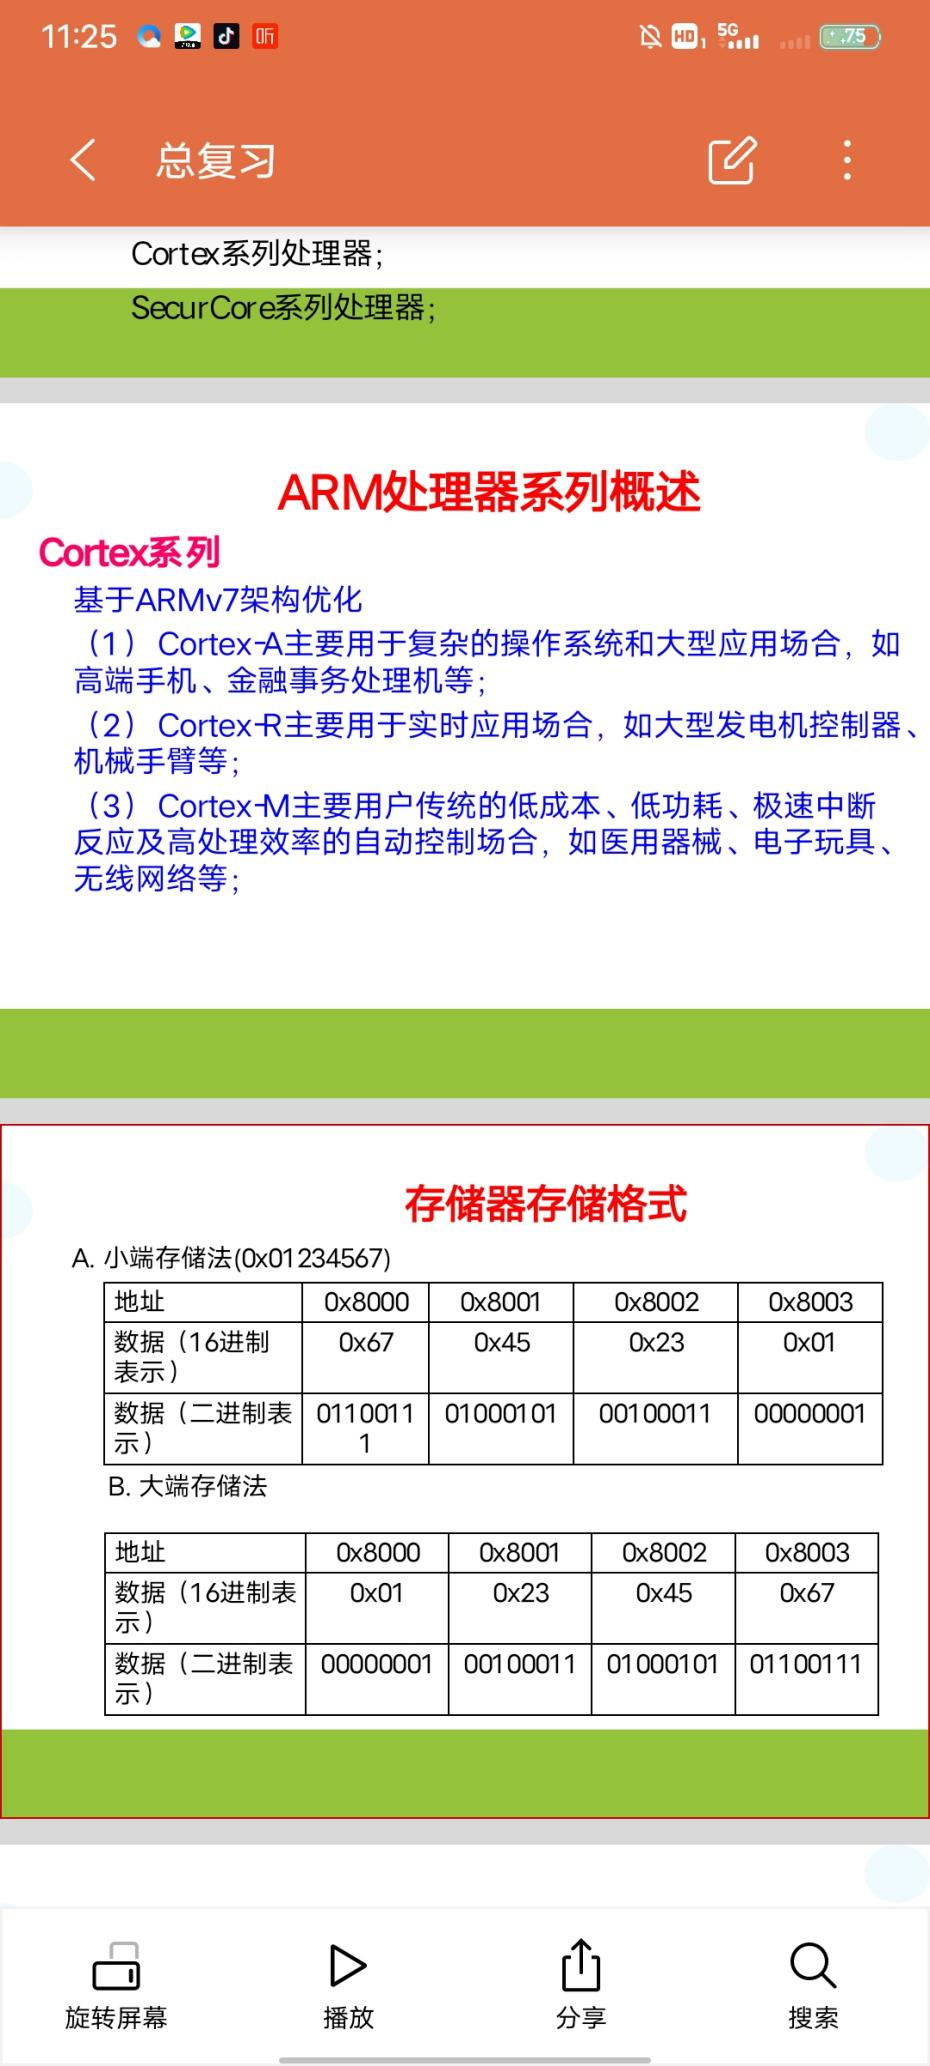 11:25
听
HD 1
5G
75
总复习
Cortex系列处理器；
SecurCore系列处理器；
ARM处理器系列概述
Cortex系列
基于ARMv7架构优化
（1） Cortex-A主要用于复杂的操作系统和大型应用场合，如
高端手机、金融事务处理机等；
（2） Cortex-R主要用于实时应用场合，如大型发电机控制器、
机械手臂等；
（3） Cortex-M主要用户传统的低成本、低功耗、极速中断
反应及高处理效率的自动控制场合，如医用器械、电子玩具、
无线网络等；
存储器存储格式
A. 小端存储法(0x01234567)
地址 0x8000 0x8001 0x8002 0x8003
数据（16进制 0x67 0x45 0x23 0x01
表示）
数据（二进制表 0110011 01000101 00100011 00000001
示） 1
B. 大端存储法
地址 0x8000 0x8001 0x8002 0x8003
数据（16进制表 0x01 0x23 0x45 0x67
示）
数据（二进制表 00000001 00100011 01000101 01100111
示）
旋转屏幕 播放 分享 搜索